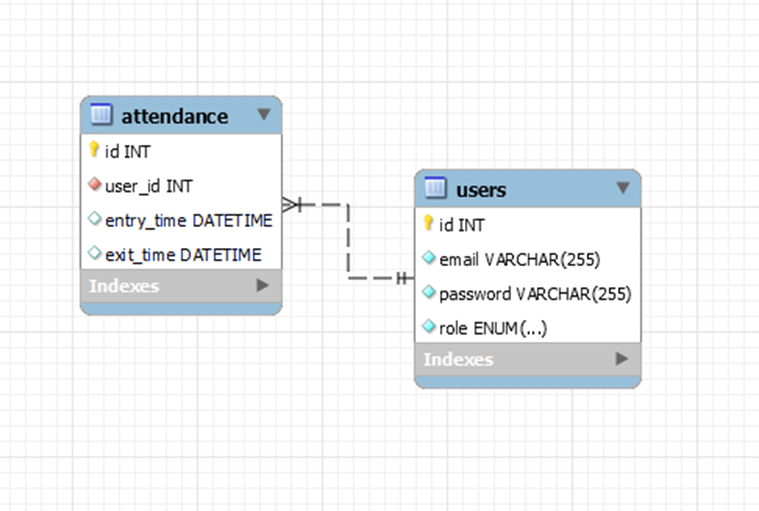 attendance
id INT
user_id INT
entry_time DATETIME
exit_time DATETIME
Indexes
users
id INT
email VARCHAR(255)
password VARCHAR(255)
role ENUM(...)
Indexes